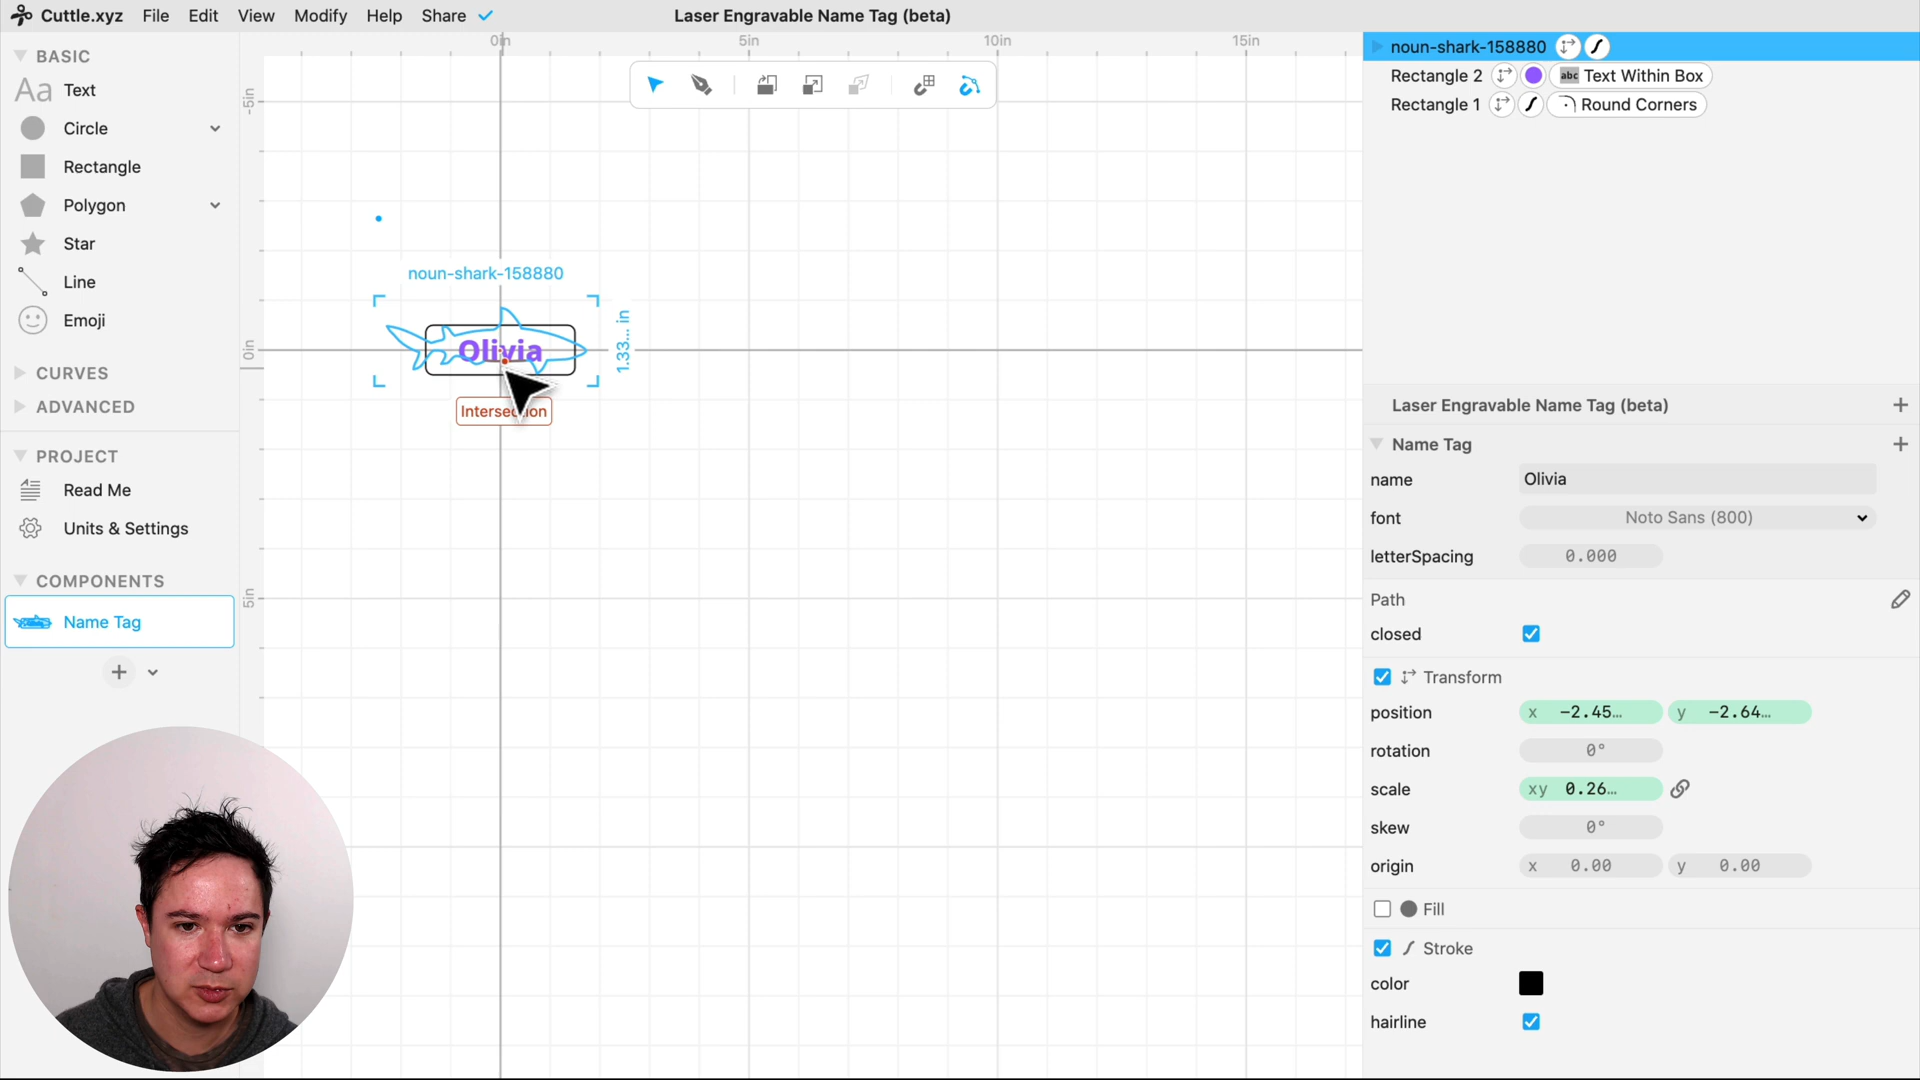 Cuttle.xyz File Edit View Modify Help Share
Laser Engravable Name Tag (beta)
BASIC
Aa Text
Circle
Rectangle
Polygon
Star
Line
Emoji
CURVES
ADVANCED
PROJECT
Read Me
Units & Settings
COMPONENTS
Name Tag
0in 5in 10in 15in
-5in
0in
5in
noun-shark-158880
Olivia
1.33... in
noun-shark-158880
Rectangle 2 abc Text Within Box
Rectangle 1 Round Corners
Laser Engravable Name Tag (beta)
Name Tag
name Olivia
font Noto Sans (800)
letterSpacing 0.000
Path
closed
Transform
position x -2.45... y -2.64...
rotation 0°
scale xy 0.26...
skew 0°
origin x 0.00 y 0.00
Fill
Stroke
color
hairline